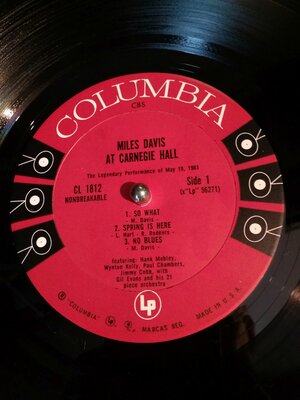 COLUMBIA
CBS
MILES DAVIS
AT CARNEGIE HALL
The Legendary Performance of May 19, 1961
CL 1812
NONBREAKABLE
Side 1
(x"Lp" 56271)
1. SO WHAT
- M. Davis -
2. SPRING IS HERE
- L. Hart - R. Rodgers -
3. NO BLUES
- M. Davis -
featuring: Hank Mobley,
Wynton Kelly, Paul Chambers,
Jimmy Cobb, with
Gil Evans and his 21
piece orchestra
Lp
® "COLUMBIA" MARCAS REG. MADE IN U.S.A.